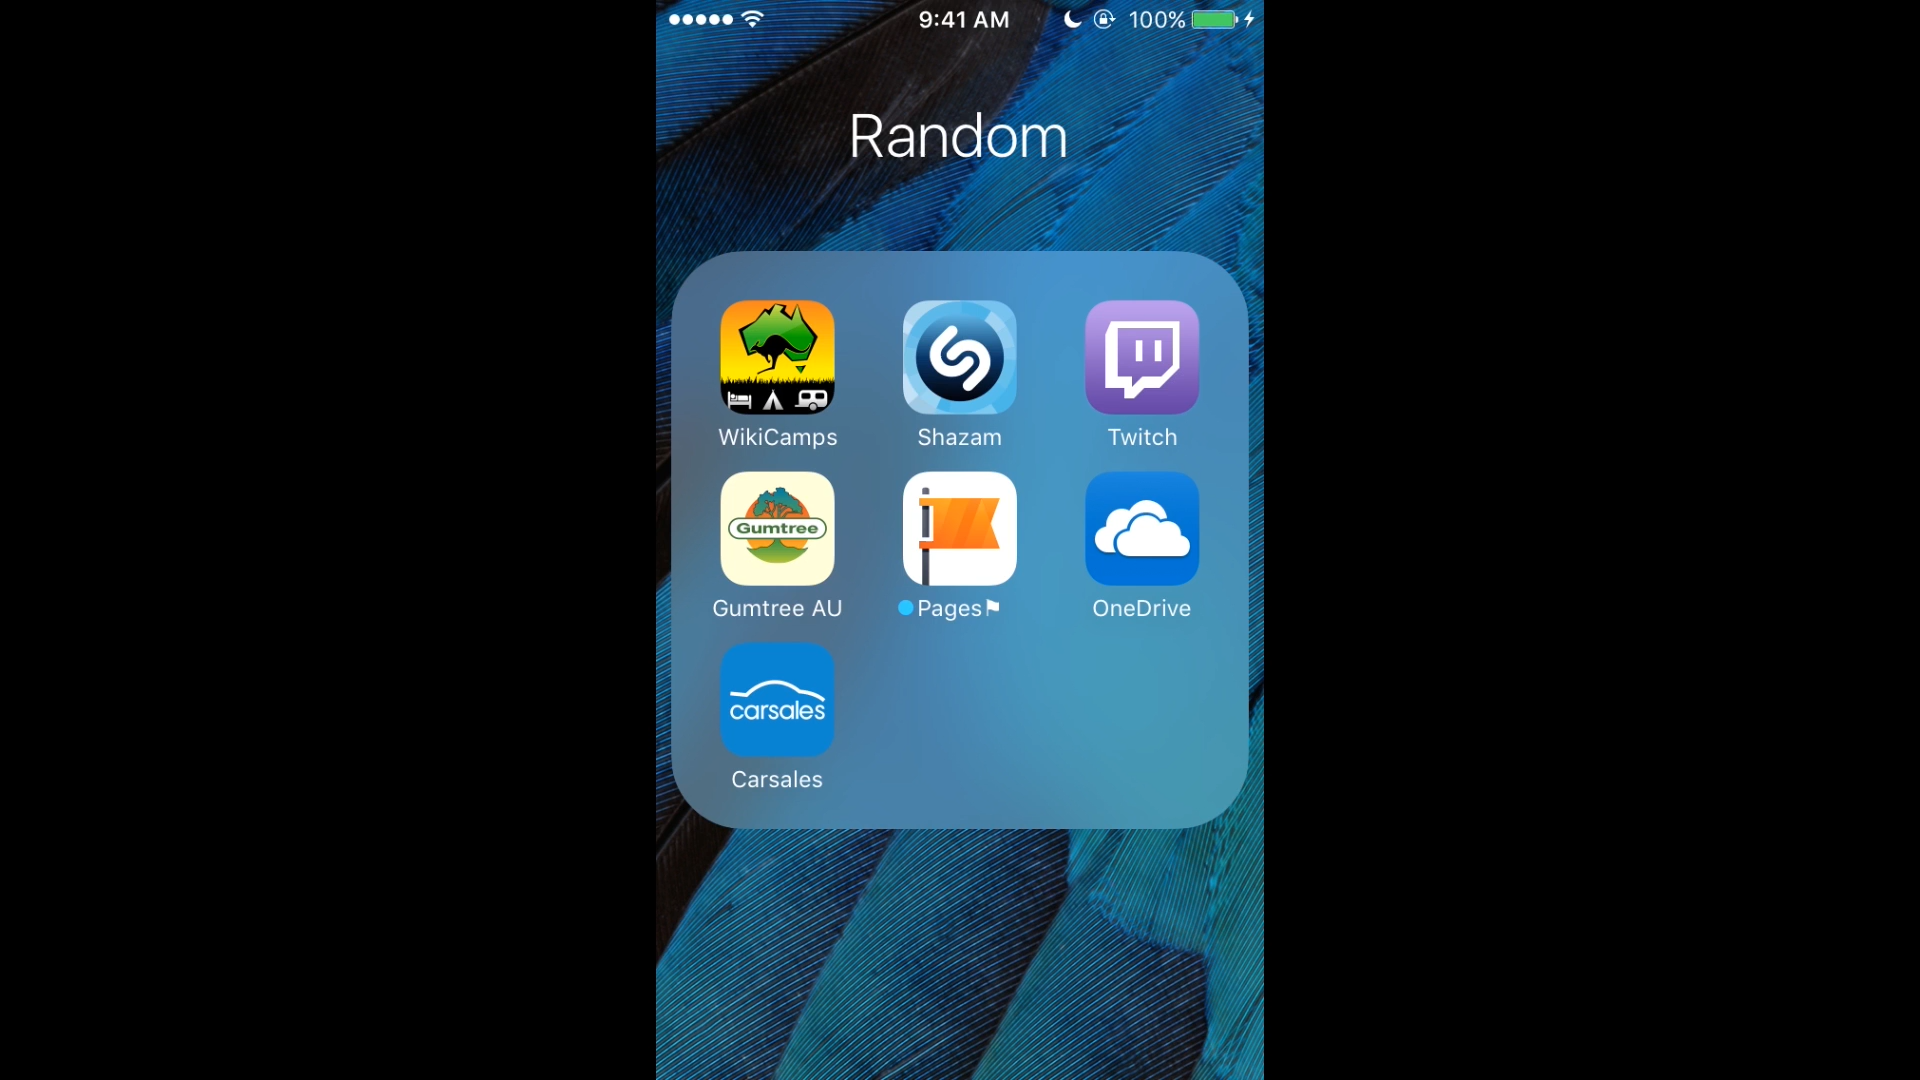 9:41 AM 100%
Random
WikiCamps Shazam Twitch
Gumtree
Gumtree AU Pages OneDrive
carsales
Carsales